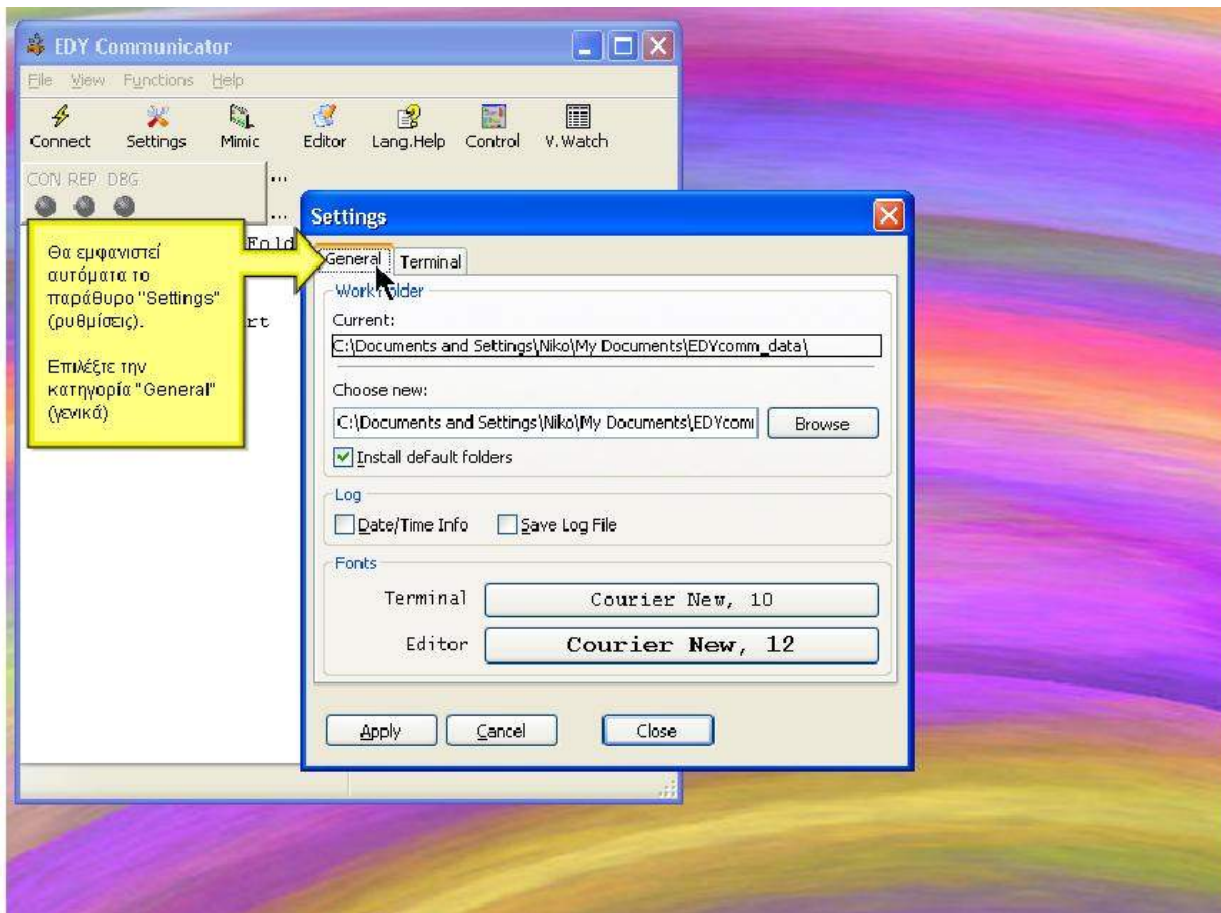 EDY Communicator
File View Functions Help
Connect Settings Mimic Editor Lang.Help Control V.Watch
CON REP DBG ...
...
Θα εμφανιστεί
αυτόματα το
παράθυρο "Settings"
(ρυθμίσεις).
Επιλέξτε την
κατηγορία "General"
(γενικά)
Settings
General Terminal
Work Folder
Current:
C:\Documents and Settings\Niko\My Documents\EDYcomm_data\
Choose new:
C:\Documents and Settings\Niko\My Documents\EDYcom
Browse
Install default folders
Log
Date/Time Info Save Log File
Fonts
Terminal Courier New, 10
Editor Courier New, 12
Apply Cancel Close